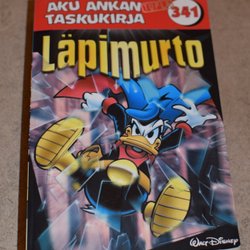 AKU ANKAN
TASKUKIRJA
341
Läpimurto
WALT DISNEY